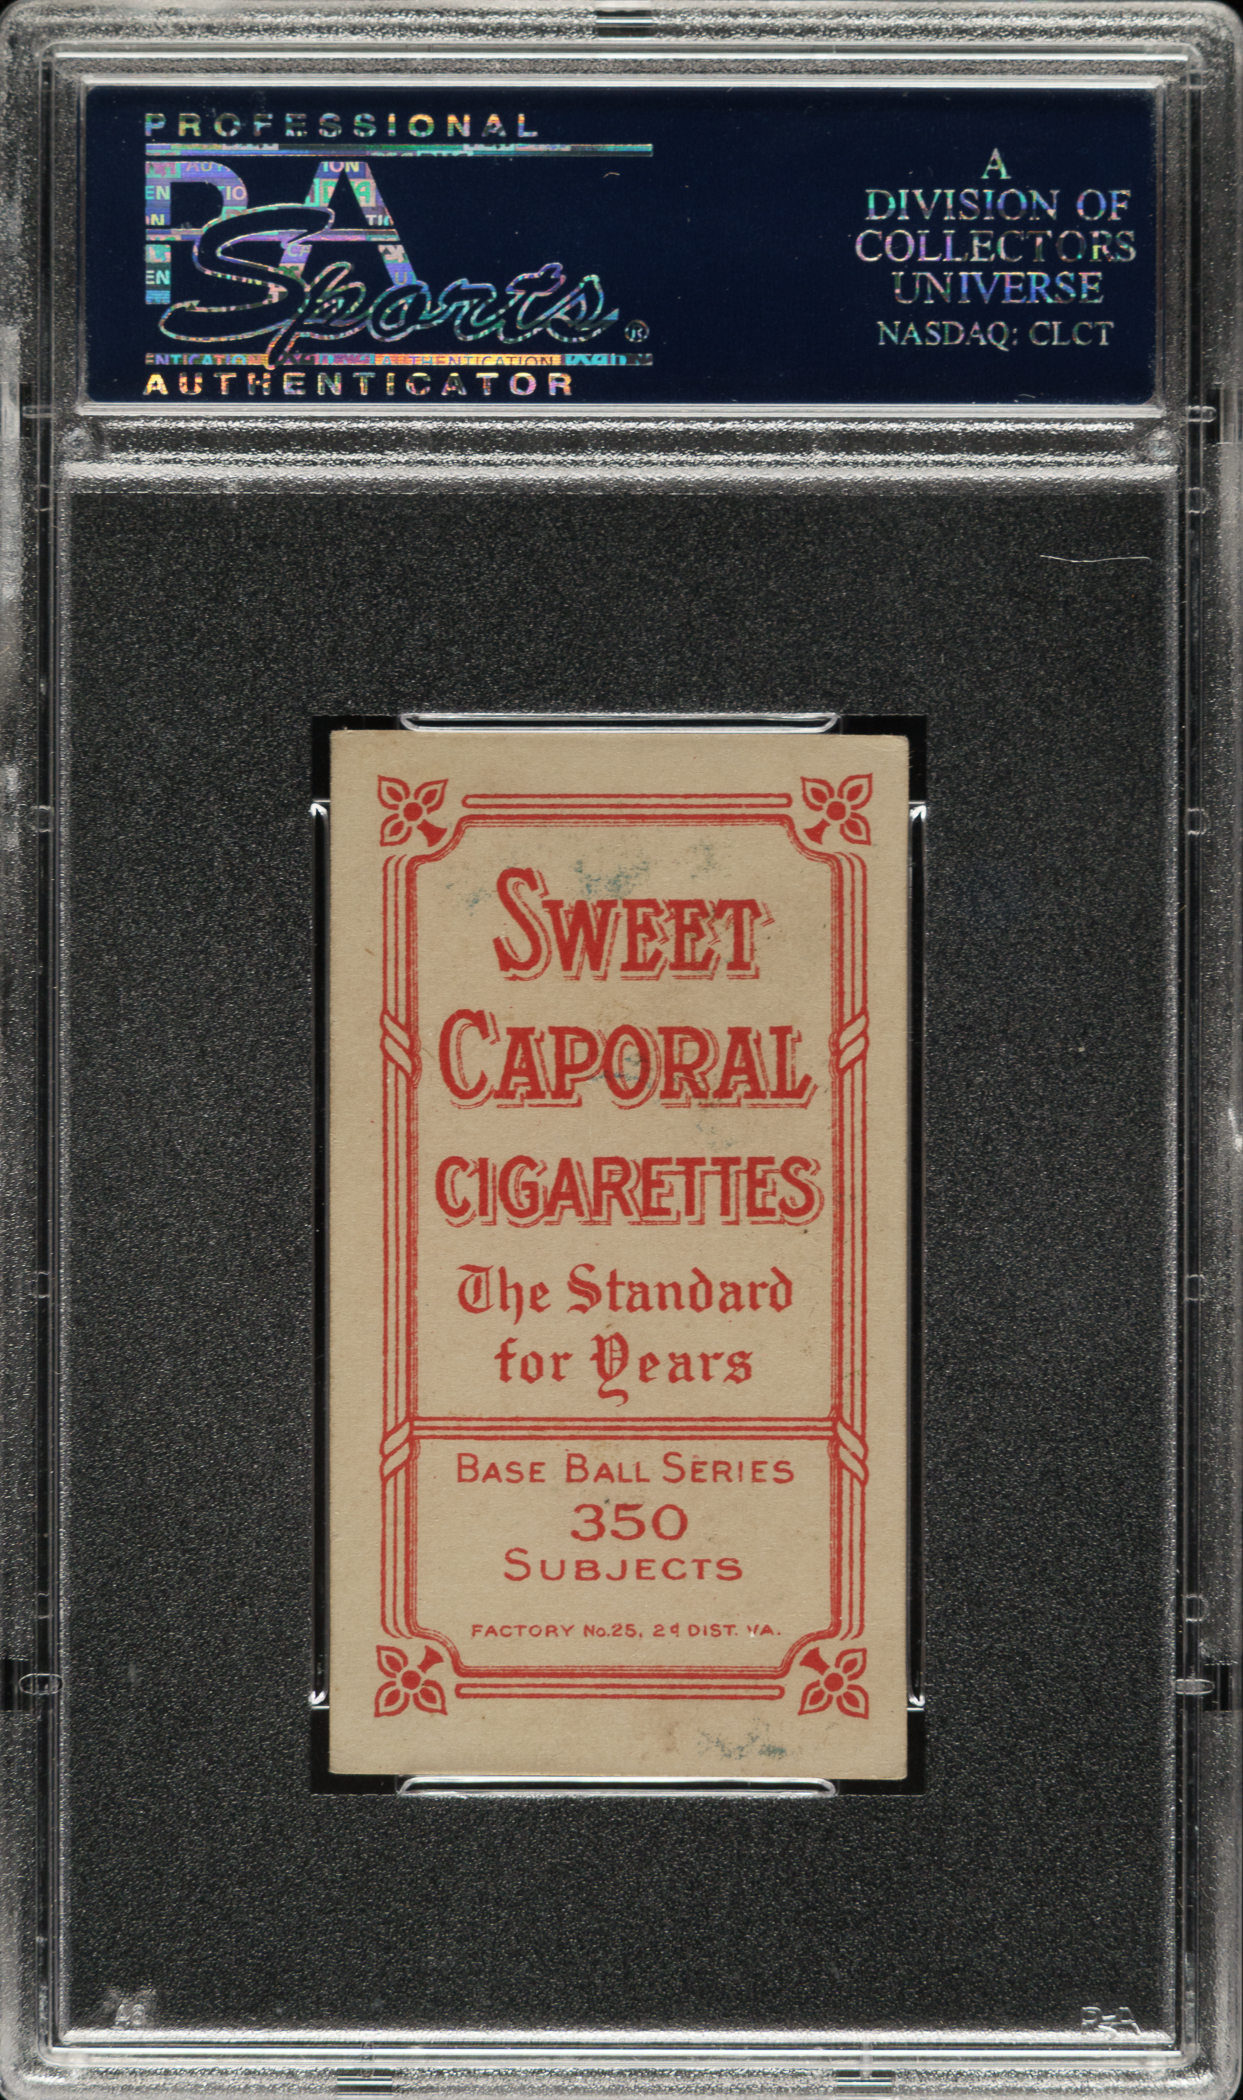 PROFESSIONAL
PSA
Sports
AUTHENTICATOR
A
DIVISION OF
COLLECTORS
UNIVERSE
NASDAQ: CLCT
SWEET
CAPORAL
CIGARETTES
The Standard
for Years
BASE BALL SERIES
350
SUBJECTS
FACTORY No.25, 2d DIST. VA.
PSA